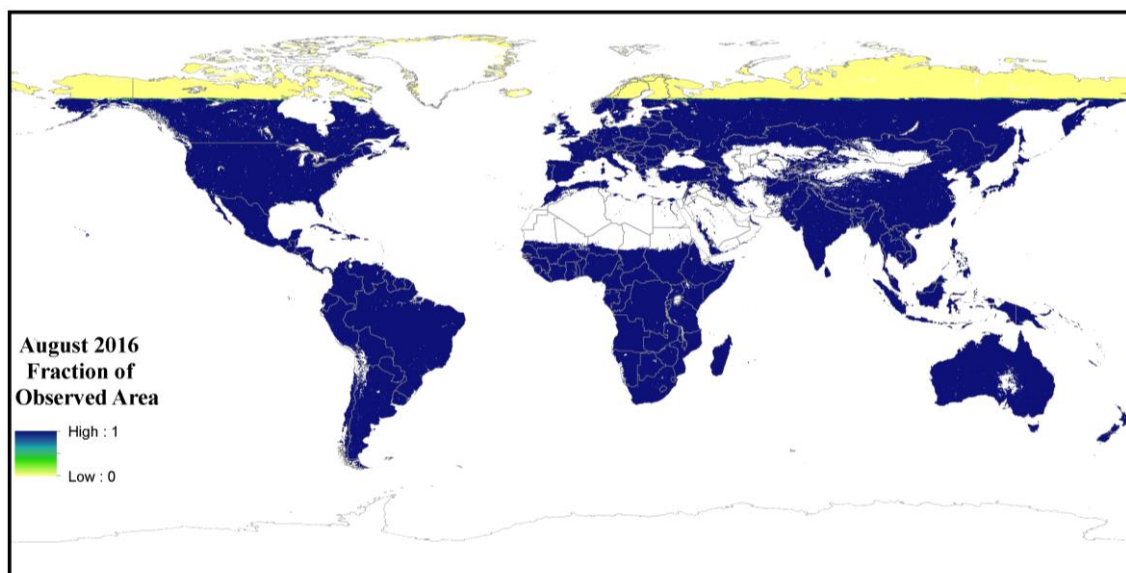 August 2016
Fraction of
Observed Area
High : 1
Low : 0